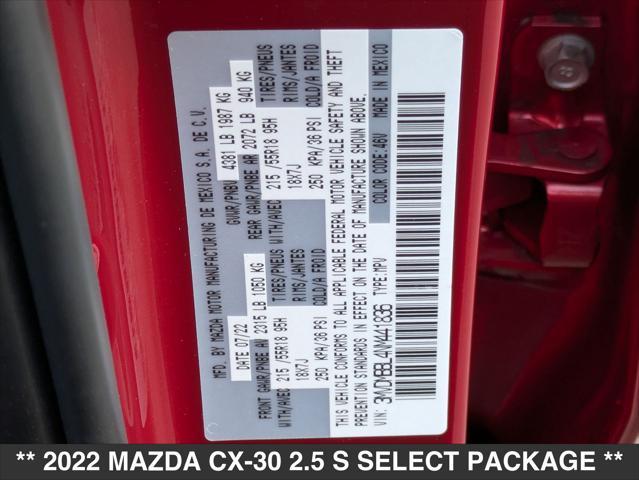 MFD. BY MAZDA MOTOR MANUFACTURING DE MEXICO S.A. DE C.V.
DATE 07/22 GVWR/PNBV 4381 LB 1987 KG
FRONT GAWR/PNBE AV 2315 LB 1050 KG REAR GAWR/PNBE AR 2072 LB 940 KG
WITH/AVEC TIRES/PNEUS WITH/AVEC TIRES/PNEUS
215 /55R18 95H 215 /55R18 95H
RIMS/JANTES RIMS/JANTES
18X7J 18X7J
COLD/A FROID COLD/A FROID
250 KPA/36 PSI 250 KPA/36 PSI
THIS VEHICLE CONFORMS TO ALL APPLICABLE FEDERAL MOTOR VEHICLE SAFETY AND THEFT
PREVENTION STANDARDS IN EFFECT ON THE DATE OF MANUFACTURE SHOWN ABOVE.
TYPE:MPV COLOR CODE:46V MADE IN MEXICO
** 2022 MAZDA CX-30 2.5 S SELECT PACKAGE **